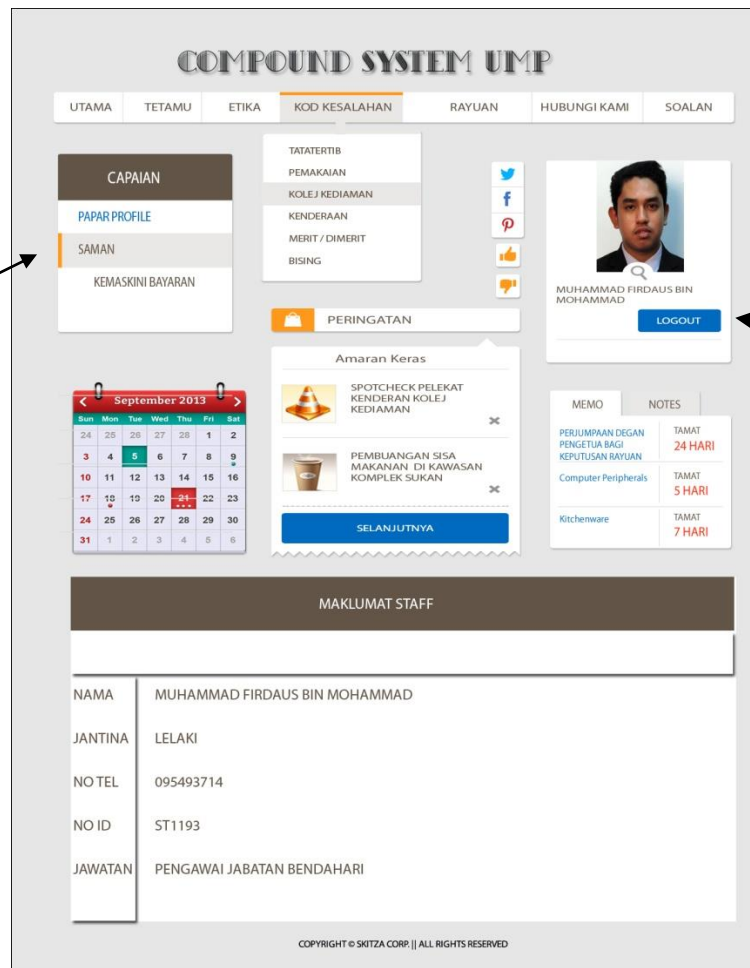 COMPOUND SYSTEM UMP
UTAMA TETAMU ETIKA KOD KESALAHAN RAYUAN HUBUNGI KAMI SOALAN
CAPAIAN
PAPAR PROFILE
SAMAN
KEMASKINI BAYARAN
TATATERTIB
PEMAKAIAN
KOLEJ KEDIAMAN
KENDERAAN
MERIT / DIMERIT
BISING
MUHAMMAD FIRDAUS BIN
MOHAMMAD
LOGOUT
PERINGATAN
Amaran Keras
SPOTCHECK PELEKAT
KENDERAN KOLEJ
KEDIAMAN
PEMBUANGAN SISA
MAKANAN DI KAWASAN
KOMPLEK SUKAN
SELANJUTNYA
September 2013
Sun Mon Tue Wed Thu Fri Sat
24 25 26 27 28 1 2
3 4 5 6 7 8 9
10 11 12 13 14 15 16
17 18 19 20 21 22 23
24 25 26 27 28 29 30
31 1 2 3 4 5 6
MEMO NOTES
PERJUMPAAN DEGAN
PENGETUA BAGI
KEPUTUSAN RAYUAN
TAMAT
24 HARI
Computer Peripherals
TAMAT
5 HARI
Kitchenware
TAMAT
7 HARI
MAKLUMAT STAFF
NAMA MUHAMMAD FIRDAUS BIN MOHAMMAD
JANTINA LELAKI
NO TEL 095493714
NO ID ST1193
JAWATAN PENGAWAI JABATAN BENDAHARI
COPYRIGHT © SKITZA CORP. || ALL RIGHTS RESERVED